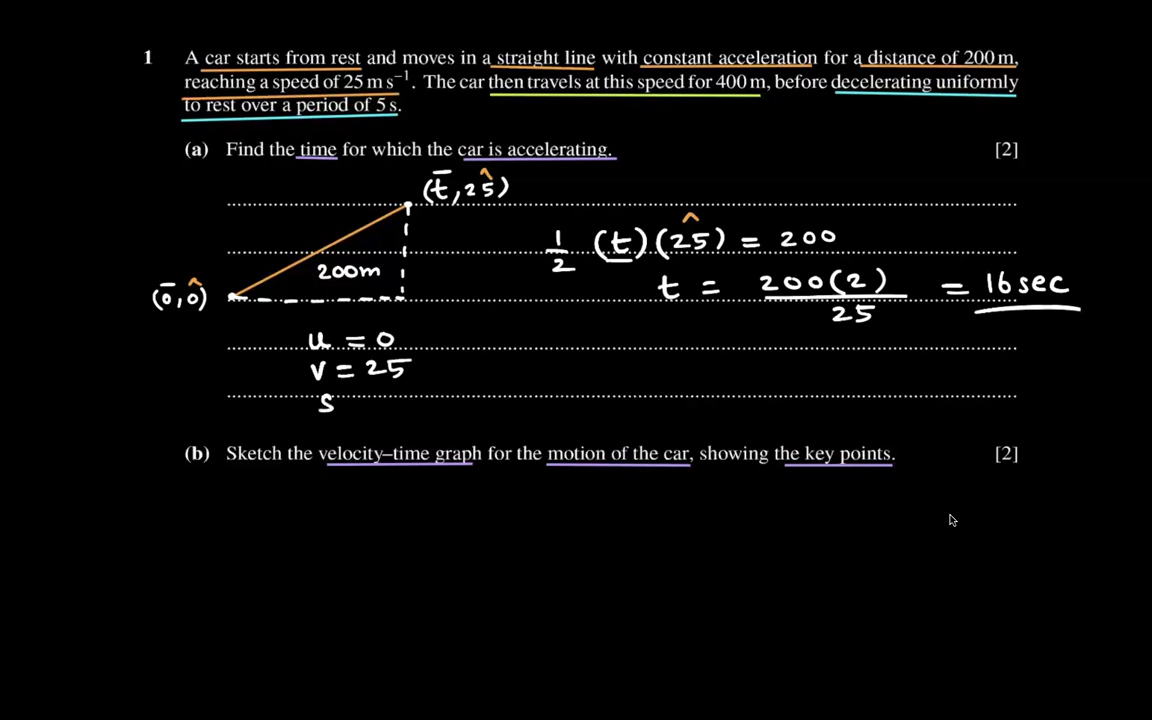 1 A car starts from rest and moves in a straight line with constant acceleration for a distance of 200 m,
reaching a speed of 25 m s⁻¹. The car then travels at this speed for 400 m, before decelerating uniformly
to rest over a period of 5 s.
(a) Find the time for which the car is accelerating. [2]
(t̄, 25̂)
1/2 (t)(25̂) = 200
200m
t = 200(2)/25 = 16sec
(0̄, 0̂)
u = 0
v = 25
s
(b) Sketch the velocity–time graph for the motion of the car, showing the key points. [2]